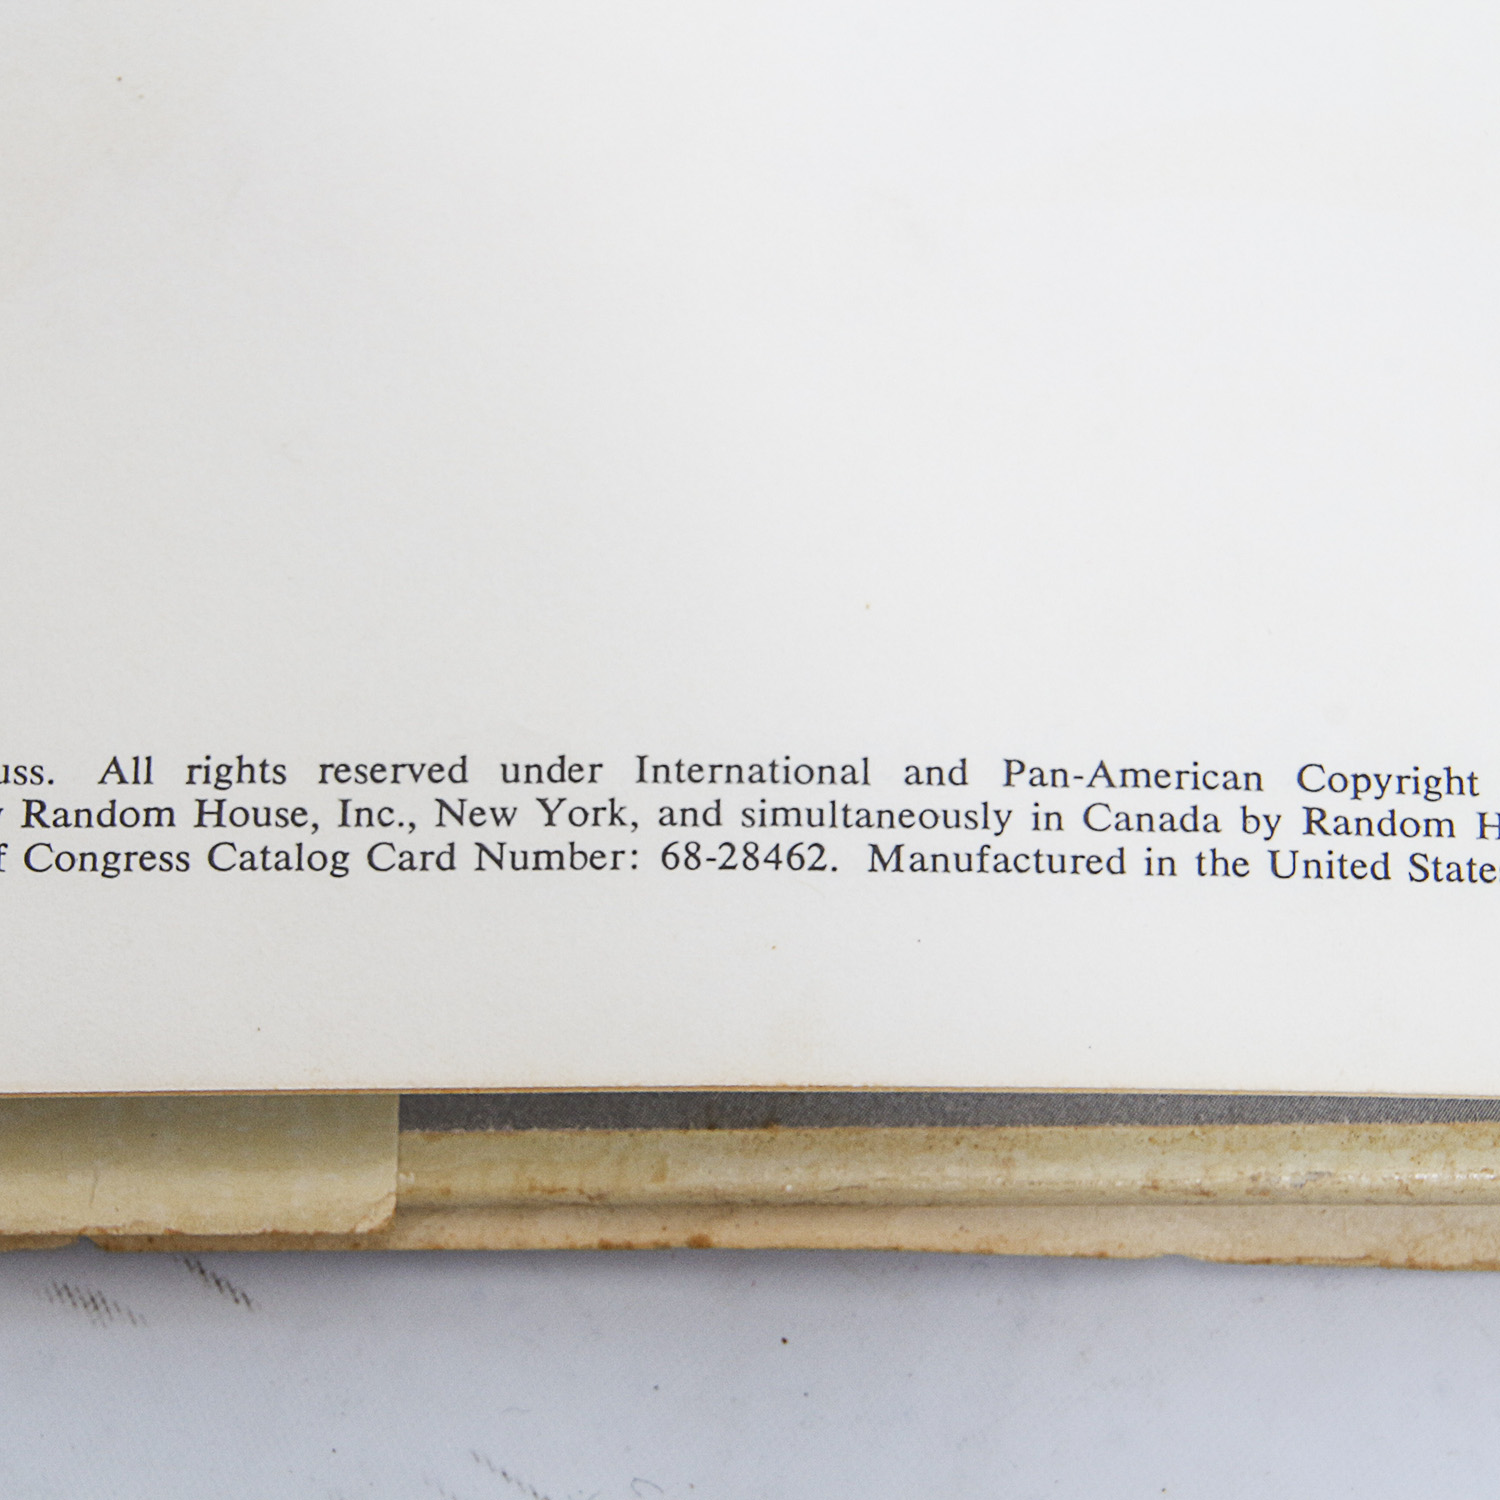 uss. All rights reserved under International and Pan-American Copyright
Random House, Inc., New York, and simultaneously in Canada by Random H
f Congress Catalog Card Number: 68-28462. Manufactured in the United State